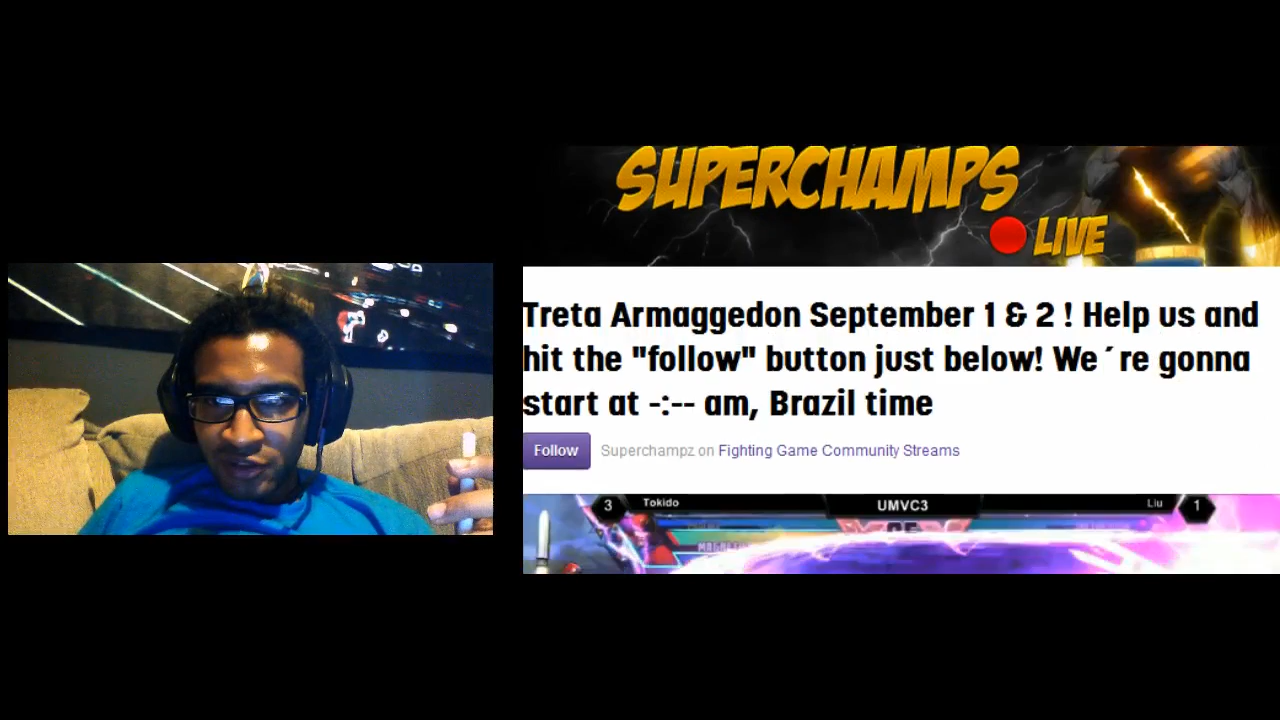 SUPERCHAMPS
LIVE
Treta Armaggedon September 1 & 2 ! Help us and
hit the "follow" button just below! We´re gonna
start at -:-- am, Brazil time
Follow Superchampz on Fighting Game Community Streams
3 Tokido UMVC3 Liu 1